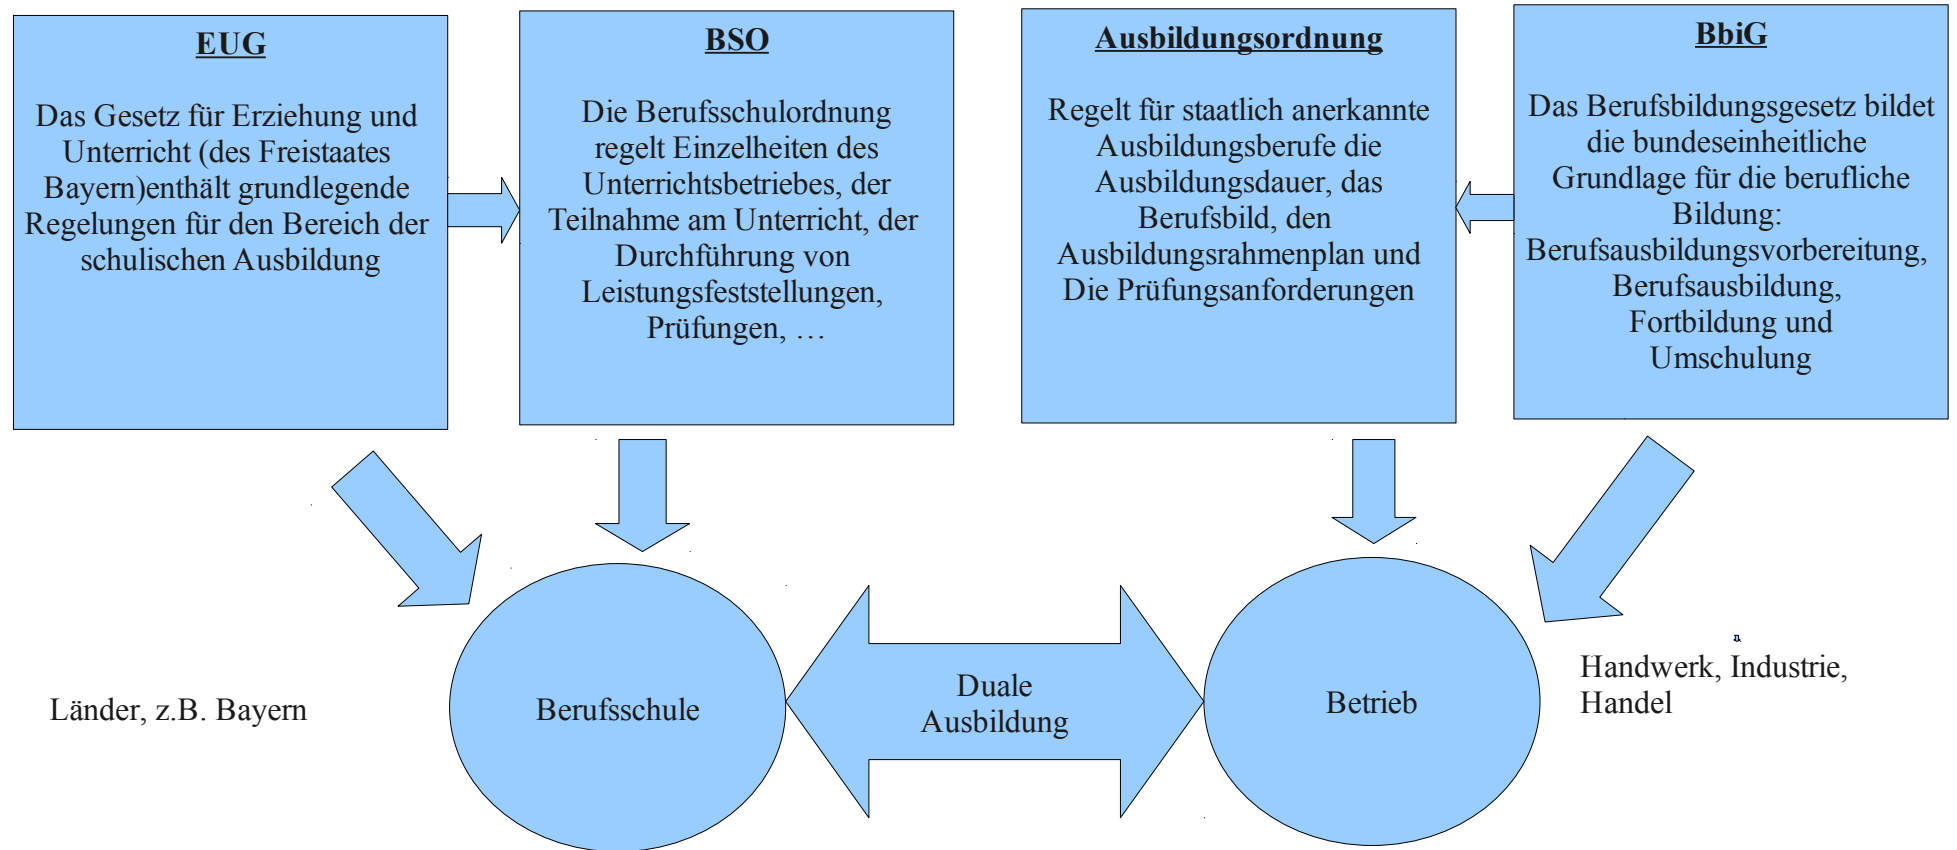 EUG
Das Gesetz für Erziehung und
Unterricht (des Freistaates
Bayern)enthält grundlegende
Regelungen für den Bereich der
schulischen Ausbildung
BSO
Die Berufsschulordnung
regelt Einzelheiten des
Unterrichtsbetriebes, der
Teilnahme am Unterricht, der
Durchführung von
Leistungsfeststellungen,
Prüfungen, …
Ausbildungsordnung
Regelt für staatlich anerkannte
Ausbildungsberufe die
Ausbildungsdauer, das
Berufsbild, den
Ausbildungsrahmenplan und
Die Prüfungsanforderungen
BbiG
Das Berufsbildungsgesetz bildet
die bundeseinheitliche
Grundlage für die berufliche
Bildung:
Berufsausbildungsvorbereitung,
Berufsausbildung,
Fortbildung und
Umschulung
Länder, z.B. Bayern
Berufsschule
Duale
Ausbildung
Betrieb
Handwerk, Industrie,
Handel